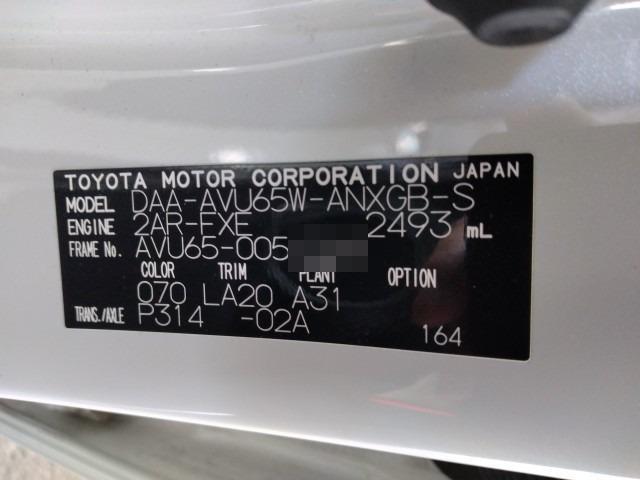 TOYOTA MOTOR CORPORATION JAPAN
MODEL DAA-AVU65W-ANXGB-S
ENGINE 2AR-FXE 2493 mL
FRAME No. AVU65-005
COLOR TRIM PLANT OPTION
070 LA20 A31
TRANS./AXLE P314 -02A 164